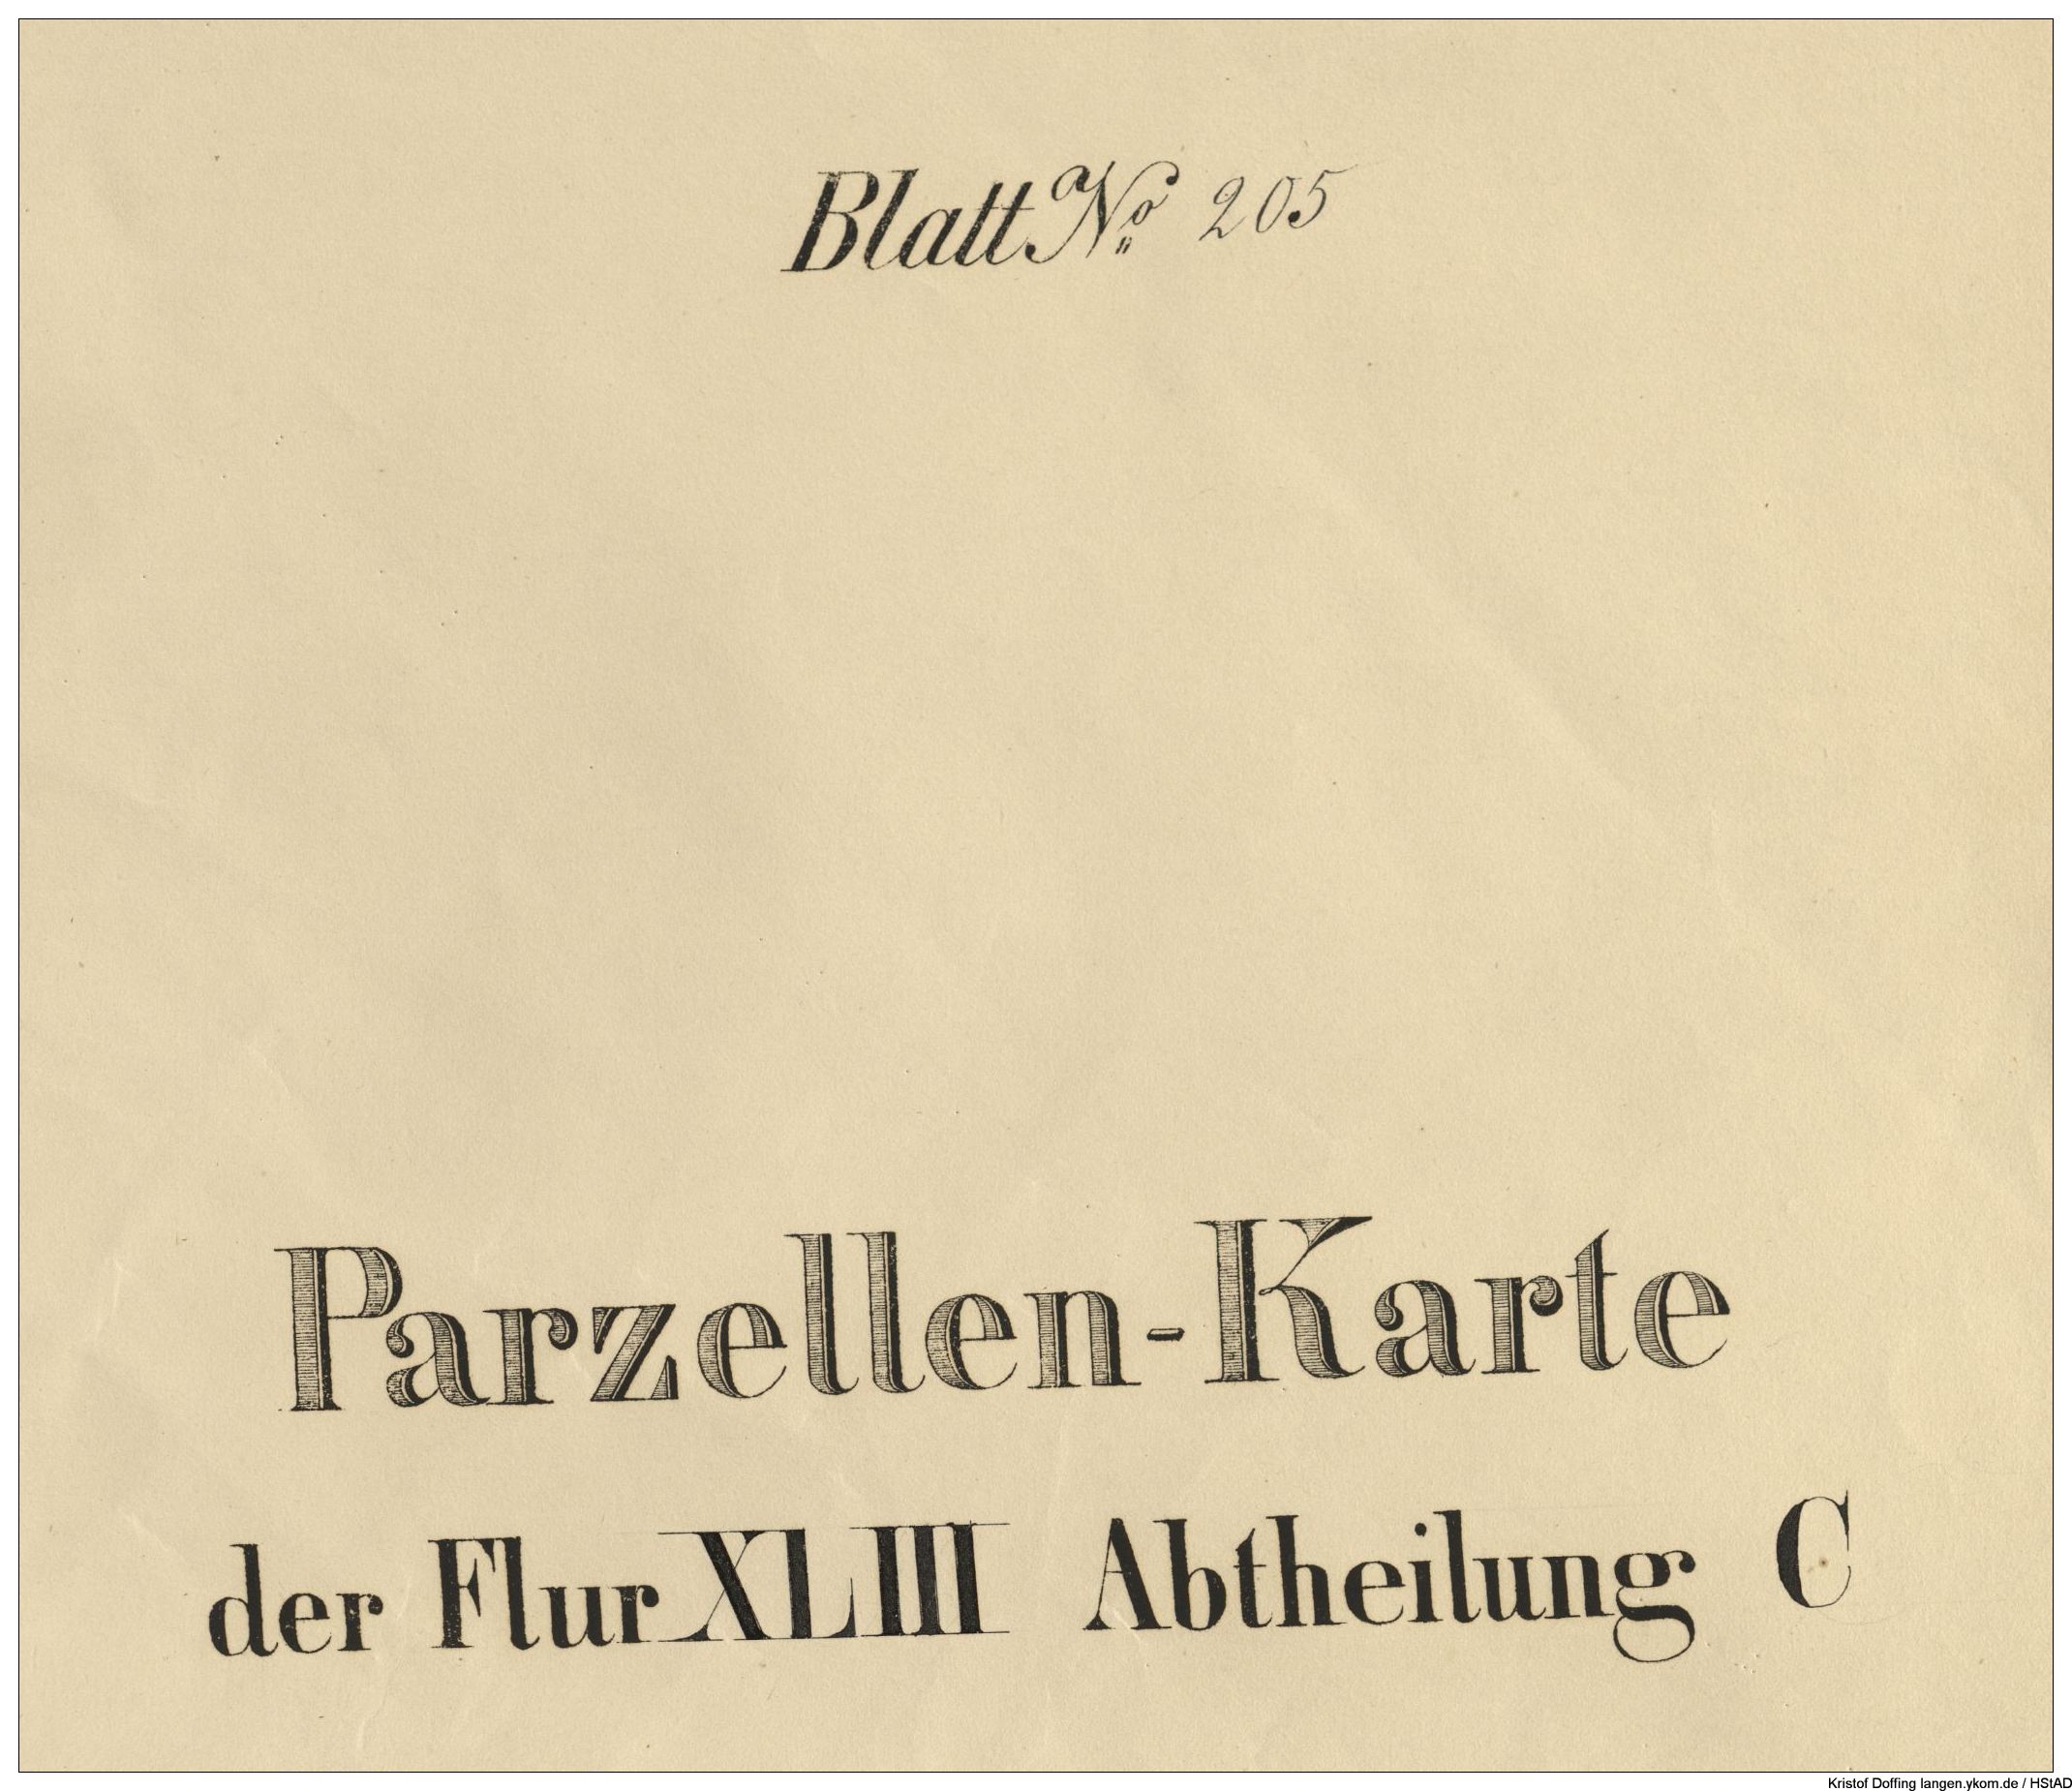 Blatt No 205
Parzellen-Karte
der Flur XLIII Abtheilung C
Kristof Doffing langen.ykom.de / HStAD